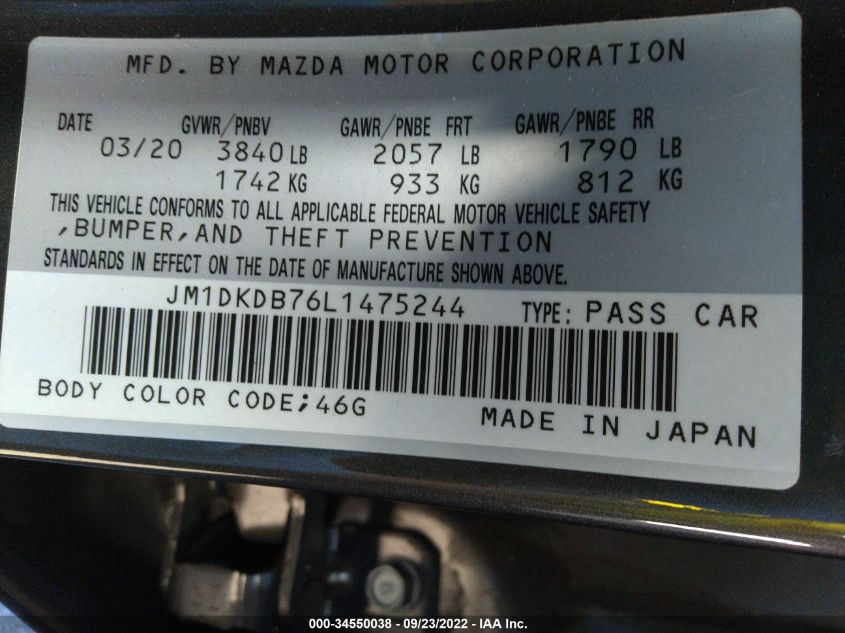 MFD. BY MAZDA MOTOR CORPORATION
DATE GVWR/PNBV GAWR/PNBE FRT GAWR/PNBE RR
03/20 3840 LB 2057 LB 1790 LB
1742 KG 933 KG 812 KG
THIS VEHICLE CONFORMS TO ALL APPLICABLE FEDERAL MOTOR VEHICLE SAFETY
,BUMPER,AND THEFT PREVENTION
STANDARDS IN EFFECT ON THE DATE OF MANUFACTURE SHOWN ABOVE.
JM1DKDB76L1475244 TYPE: PASS CAR
BODY COLOR CODE;46G
MADE IN JAPAN
000-34550038 - 09/23/2022 - IAA Inc.